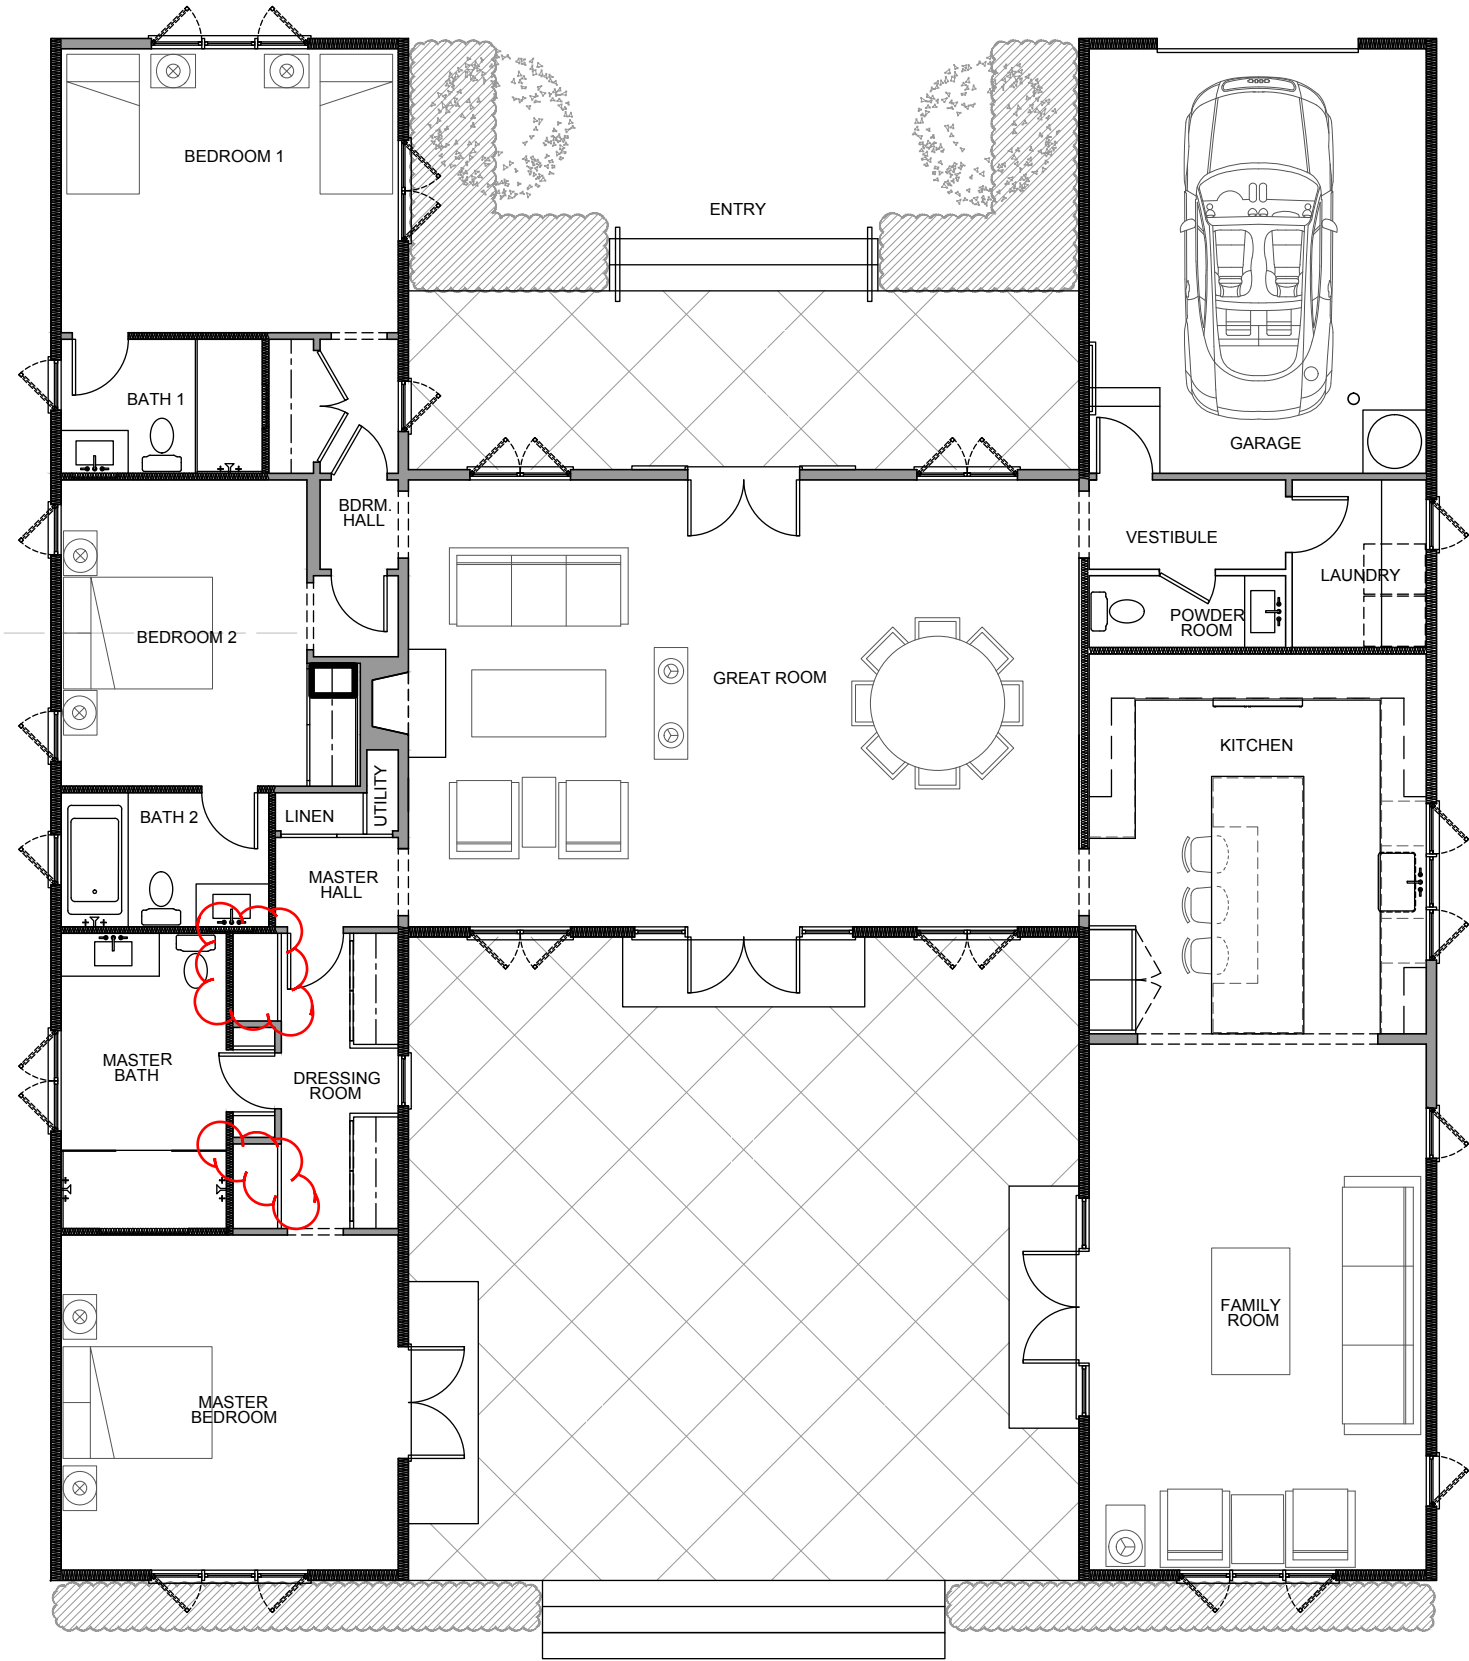 BEDROOM 1
ENTRY
BATH 1
GARAGE
BDRM.
HALL
VESTIBULE
LAUNDRY
POWDER
ROOM
BEDROOM 2
GREAT ROOM
KITCHEN
UTILITY
LINEN
BATH 2
MASTER
HALL
MASTER
BATH
DRESSING
ROOM
FAMILY
ROOM
MASTER
BEDROOM